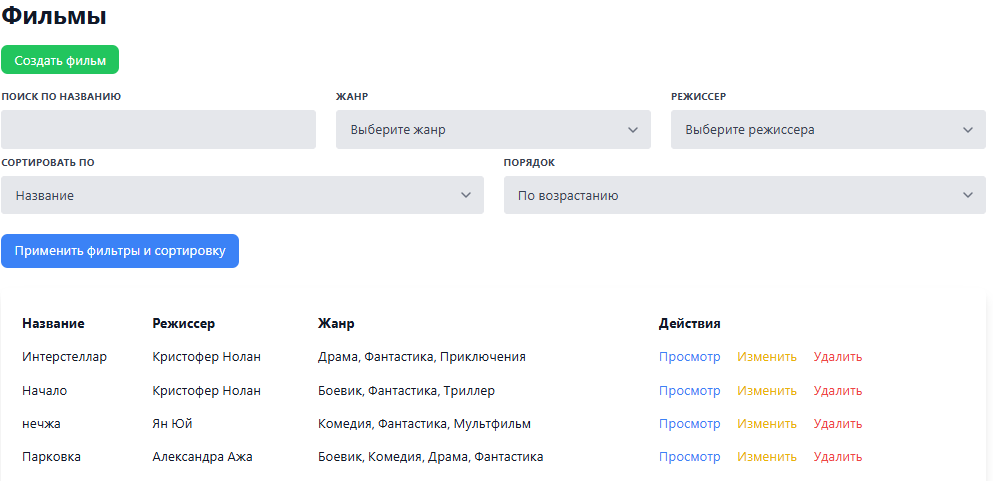 Фильмы
Создать фильм
ПОИСК ПО НАЗВАНИЮ ЖАНР РЕЖИССЕР
Выберите жанр Выберите режиссера
СОРТИРОВАТЬ ПО ПОРЯДОК
Название По возрастанию
Применить фильтры и сортировку
Название Режиссер Жанр Действия
Интерстеллар Кристофер Нолан Драма, Фантастика, Приключения Просмотр Изменить Удалить
Начало Кристофер Нолан Боевик, Фантастика, Триллер Просмотр Изменить Удалить
нечжа Ян Юй Комедия, Фантастика, Мультфильм Просмотр Изменить Удалить
Парковка Александра Ажа Боевик, Комедия, Драма, Фантастика Просмотр Изменить Удалить